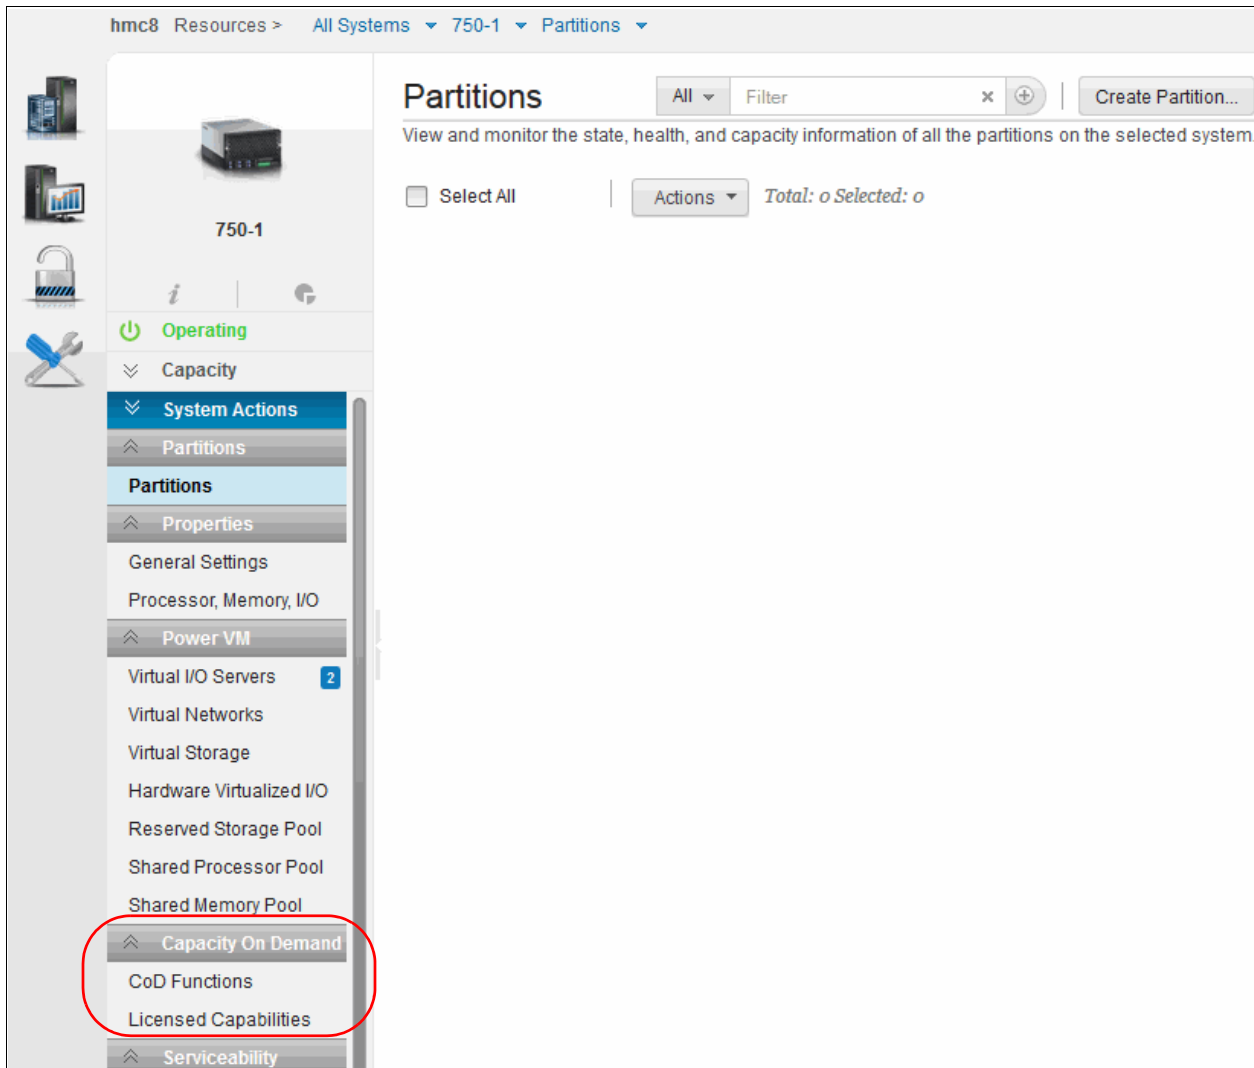 hmc8 Resources > All Systems 750-1 Partitions
Partitions
All Filter Create Partition...
View and monitor the state, health, and capacity information of all the partitions on the selected system.
Select All Actions Total: 0 Selected: 0
750-1
i
Operating
Capacity
System Actions
Partitions
Partitions
Properties
General Settings
Processor, Memory, I/O
Power VM
Virtual I/O Servers 2
Virtual Networks
Virtual Storage
Hardware Virtualized I/O
Reserved Storage Pool
Shared Processor Pool
Shared Memory Pool
Capacity On Demand
CoD Functions
Licensed Capabilities
Serviceability